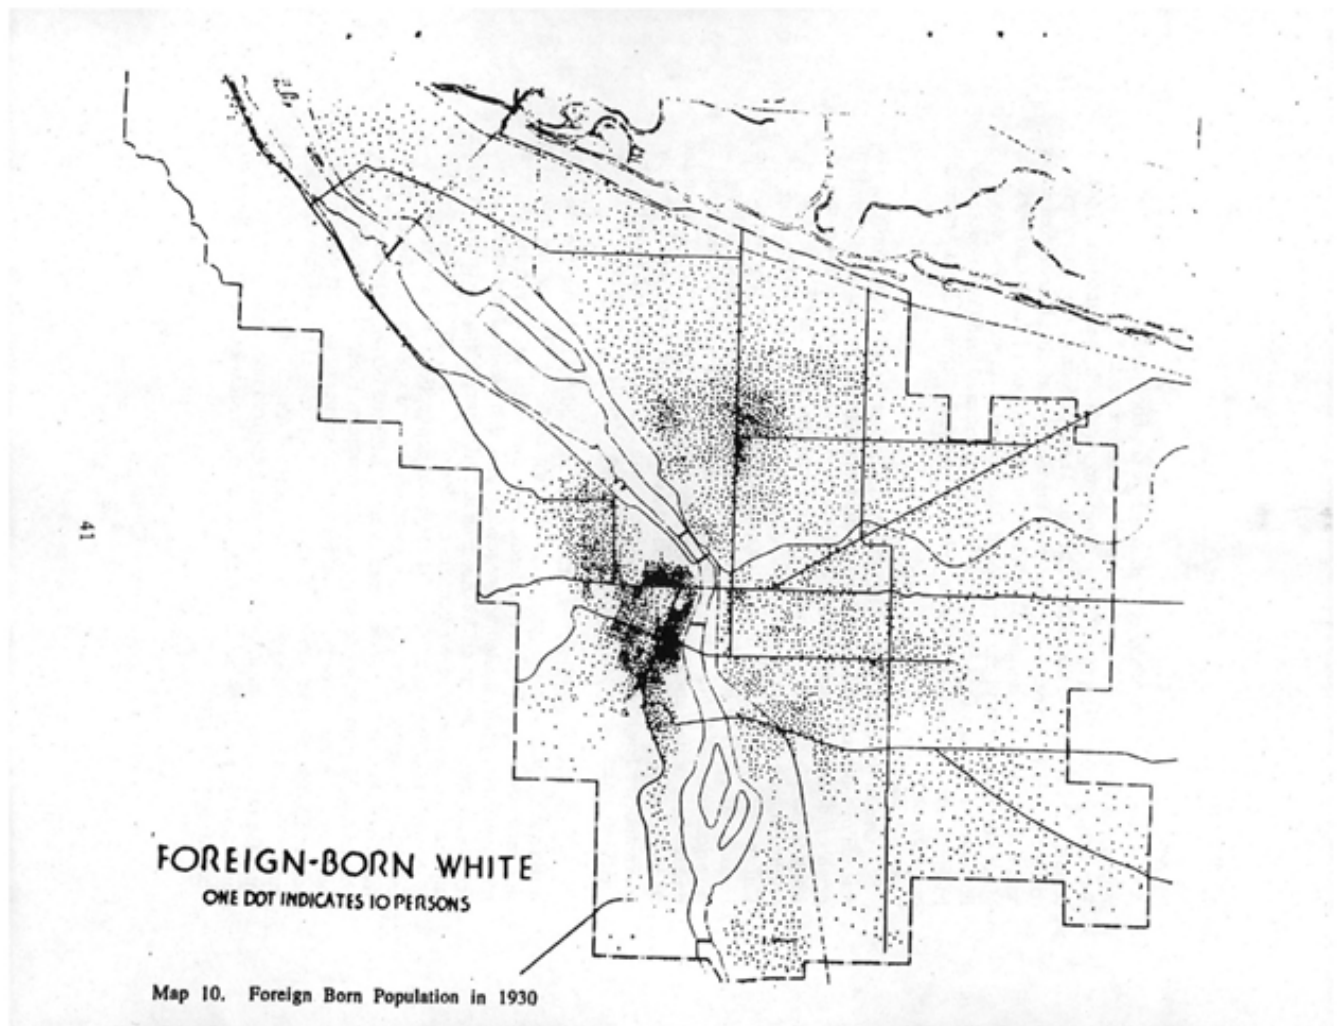 41
FOREIGN-BORN WHITE
ONE DOT INDICATES 10 PERSONS
Map 10. Foreign Born Population in 1930